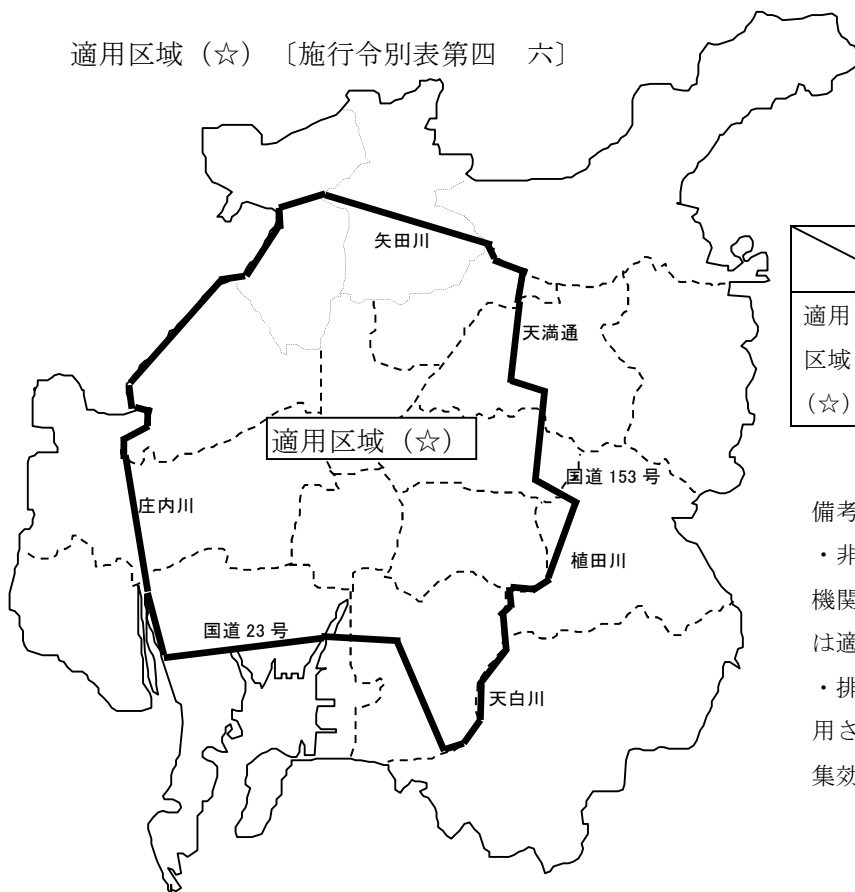 適用区域（☆）〔施行令別表第四　六〕
矢田川
天満通
適用
区域
（☆）
適用区域（☆）
国道 153 号
庄内川
植田川
国道 23 号
天白川
備考
・非
機関
は適
・排
用さ
集効